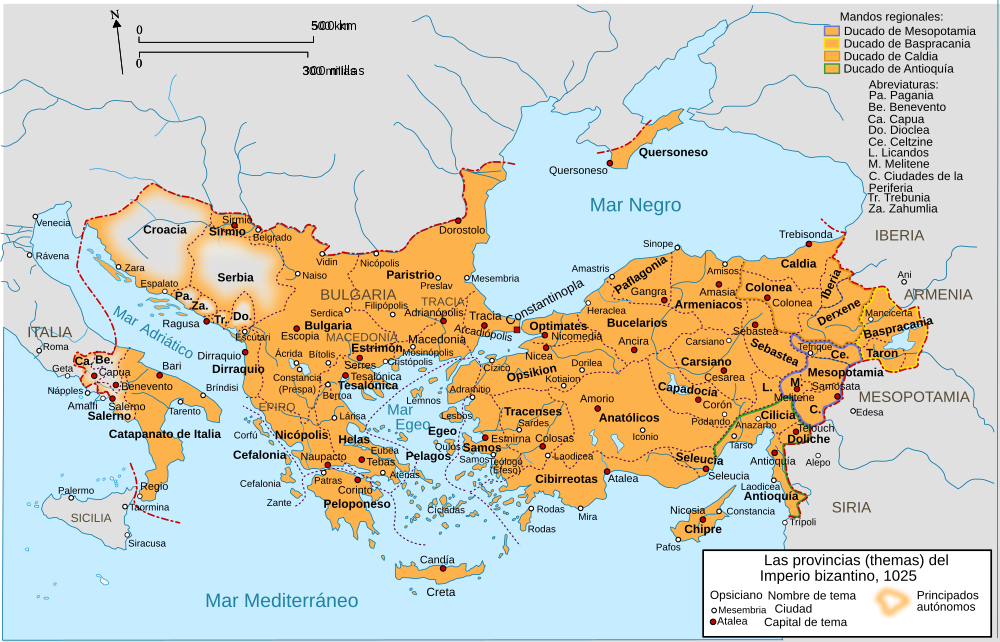 N
0
500 km
0
300 millas
Mandos regionales:
Ducado de Mesopotamia
Ducado de Baspracania
Ducado de Caldia
Ducado de Antioquía
Abreviaturas:
Pa. Pagania
Be. Benevento
Ca. Capua
Do. Dioclea
Ce. Celtzine
L. Licandos
M. Melitene
C. Ciudades de la
Periferia
Tr. Trebunia
Za. Zahumlia
Quersoneso
Quersoneso
Mar Negro
Venecia
Croacia
Sirmio
Sirmio
Belgrado
Dorostolo
Sinope
Trebisonda
IBERIA
Rávena
Zara
Serbia
Vidin
Nicópolis
Naiso
Paristrio
Preslav
Mesembria
Amastris
Paflagonia
Amisos
Caldia
Iberia
Ani
ARMENIA
Espalato
Pa.
Za.
Tr.
Do.
BULGARIA
TRACIA
Constantinopla
Gangra
Amasia
Colonea
Colonea
Armeniacos
Derxene
Mancicerta
Baspracania
Mar Adriático
Ragusa
Escútari
Serdica
Filipópolis
Adrianópolis
Tracia
Arcadiópolis
Heraclea
Optimates
Nicomedia
Bucelarios
Sebastea
Sebastea
Tefrique
Ce.
Taron
ITALIA
Roma
Bulgaria
Escopia
MACEDONIA
Macedonia
Estrimón
Mosinópolis
Nicea
Ancira
Carsiano
Carsiano
Mesopotamia
Geta
Ca.
Be.
Capua
Bari
Dirraquio
Dirraquio
Ácrida
Bítolis
Serres
Cristópolis
Cízico
Opsikion
Dorilea
Kotiaion
Cesarea
L.
M.
Melitene
Samosata
MESOPOTAMIA
Nápoles
Benevento
Bríndisi
Constancia
(Préspa)
Tesalónica
Tesalónica
Adramitio
Capadocia
Amalfi
Salerno
Salerno
Tarento
EPIRO
Beroa
Lemnos
Amorio
Corón
C.
Edesa
Catapanato de Italia
Corfú
Lárisa
Mar
Egeo
Lesbos
Tracenses
Sardes
Anatólicos
Podando
Cilicia
Anazarbo
Telouch
Doliche
Nicópolis
Helas
Egeo
Quíos
Esmirna
Colosas
Iconio
Tarso
Cefalonia
Naupacto
Eubea
Tebas
Pelagos
Samos
Samos
Teólogo
(Éfeso)
Laodicea
Seleucia
Seleucia
Antioquía
Alepo
Palermo
Regio
Cefalonia
Patras
Atenas
Corinto
Cibirreotas
Atalea
Laodicea
Antioquía
Taormina
Zante
Peloponeso
Cícladas
Rodas
Rodas
Mira
Nicosia
Constancia
SIRIA
SICILIA
Siracusa
Chipre
Trípoli
Pafos
Candía
Creta
Mar Mediterráneo
Las provincias (themas) del
Imperio bizantino, 1025
Opsiciano Nombre de tema
Mesembria Ciudad
Atalea Capital de tema
Principados
autónomos